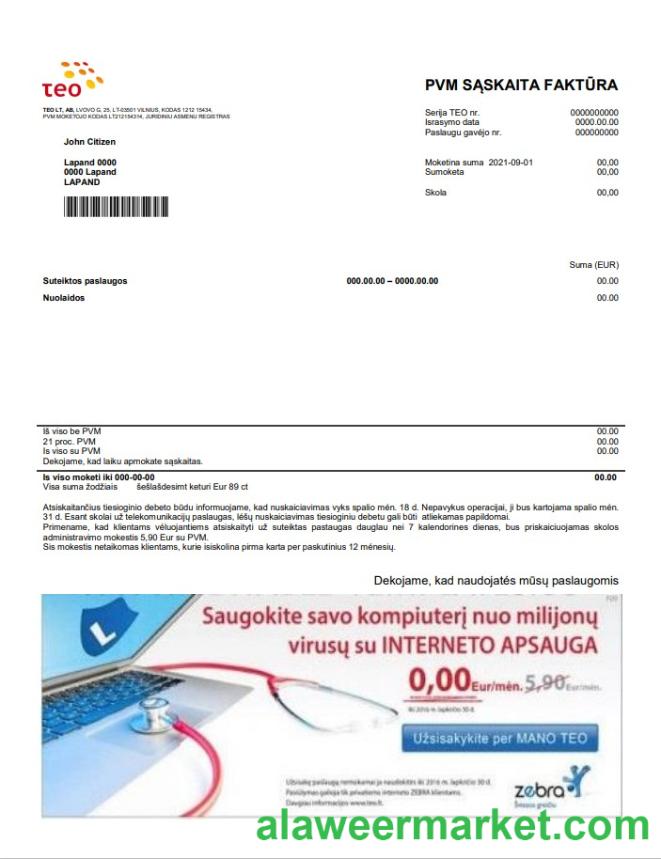 teo
PVM SĄSKAITA FAKTŪRA
TEO LT, AB, LVOVO G, 25, LT-03501 VILNIUS, KODAS 1212 15434,
PVM MOKETOJO KODAS LT212154314, JURIDINIU ASMENU REGISTRAS
Serija TEO nr. 0000000000
Israsymo data 0000.00.00
Paslaugu gavėjo nr. 000000000
John Citizen
Lapand 0000
0000 Lapand
LAPAND
Moketina suma 2021-09-01 00,00
Sumoketa 00,00
Skola 00,00
Suma (EUR)
Suteiktos paslaugos 000.00.00 – 0000.00.00 00.00
Nuolaidos 00.00
Iš viso be PVM 00.00
21 proc. PVM 00.00
Is viso su PVM 00.00
Dekojame, kad laiku apmokate sąskaitas.
Is viso moketi iki 000-00-00 00.00
Visa suma žodžiais šešlašdesimt keturi Eur 89 ct
Atsiskaitančius tiesioginio debeto būdu informuojame, kad nuskaiciavimas vyks spalio mėn. 18 d. Nepavykus operacijai, ji bus kartojama spalio mėn.
31 d. Esant skolai už telekomunikacijų paslaugas, lėšų nuskaiciavimas tiesioginiu debetu gali būti atliekamas papildomai.
Primename, kad klientams vėluojantiems atsiskaityti už suteiktas pastaugas dauglau nei 7 kalendorines dienas, bus priskaiciuojamas skolos
administravimo mokestis 5,90 Eur su PVM.
Sis mokestis netaikomas klientams, kurie isiskolina pirma karta per paskutinius 12 mėnesių.
Dekojame, kad naudojatės mūsų paslaugomis
Saugokite savo kompiuterį nuo milijonų
virusų su INTERNETO APSAUGA
0,00 Eur/mėn. 5,90 Eur/mėn.
iki 2016 m. lapkričio 30 d.
Užsisakykite per MANO TEO
Užsisakę paslaugą nemokamai ja naudokitės iki 2016 m. lapkričio 30 d.
Pasiūlymas galioja tik privatiems interneto ZEBRA klientams.
Daugiau informacijos www.teo.lt.
zebra
alaweermarket.com